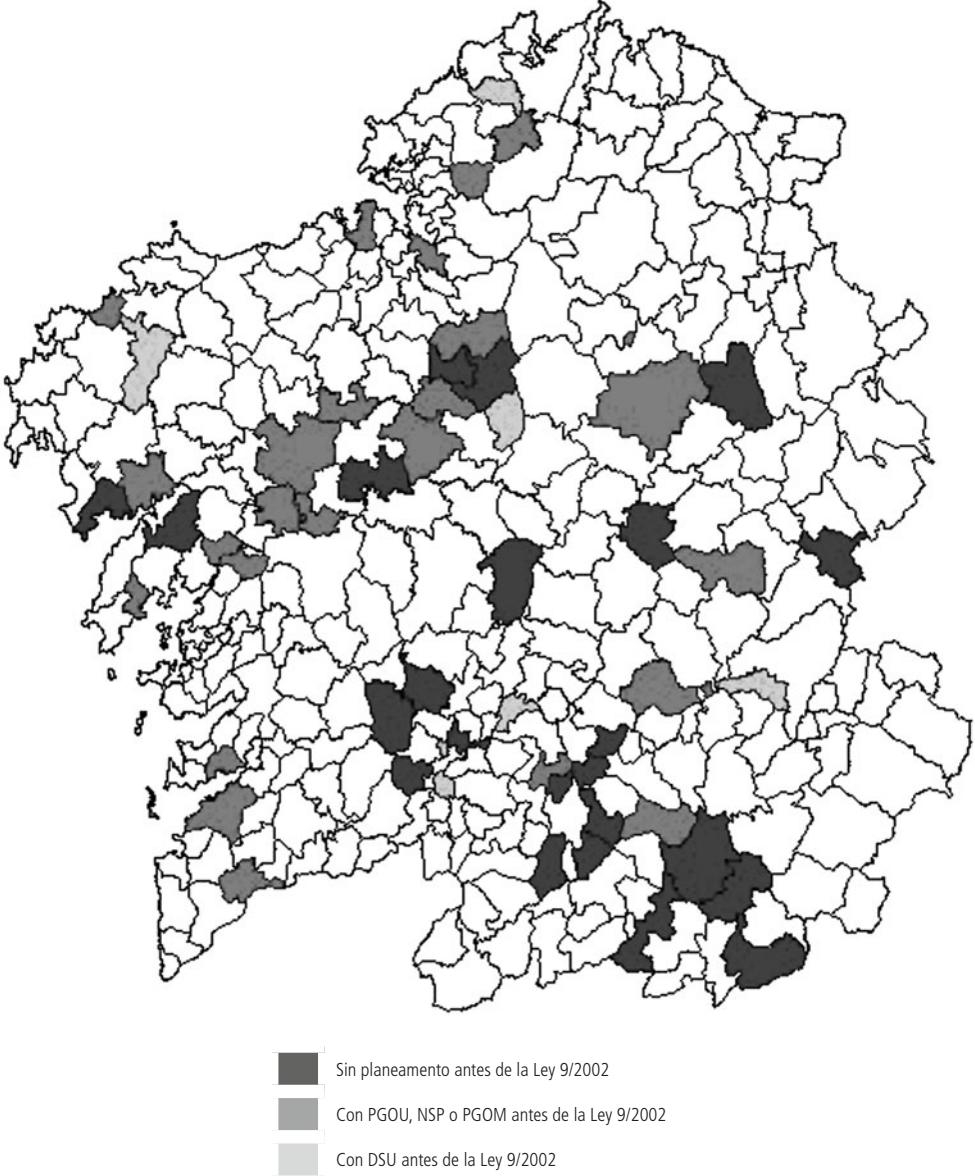 Sin planeamento antes de la Ley 9/2002
Con PGOU, NSP o PGOM antes de la Ley 9/2002
Con DSU antes de la Ley 9/2002